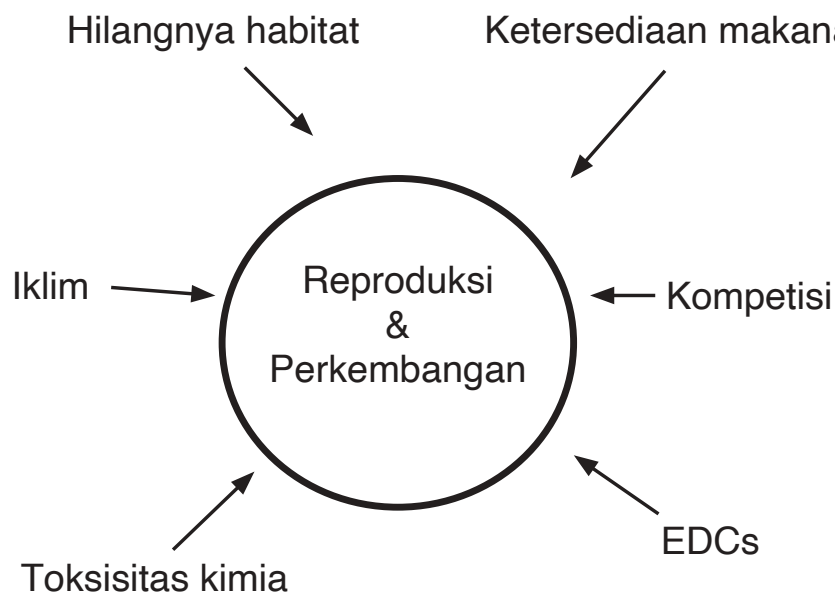 Hilangnya habitat
Ketersediaan makana
Iklim
Reproduksi
&
Perkembangan
Kompetisi
Toksisitas kimia
EDCs